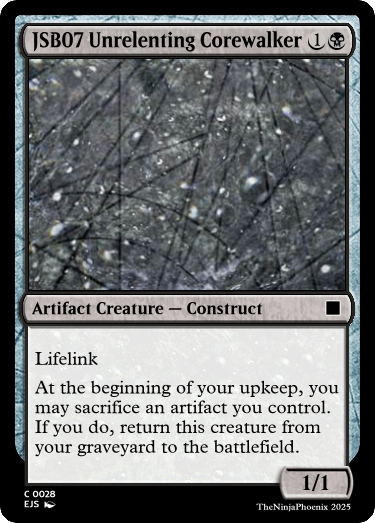 JSB07 Unrelenting Corewalker 1
Artifact Creature — Construct
Lifelink
At the beginning of your upkeep, you
may sacrifice an artifact you control.
If you do, return this creature from
your graveyard to the battlefield.
1/1
C 0028
EJS
TheNinjaPhoenix 2025